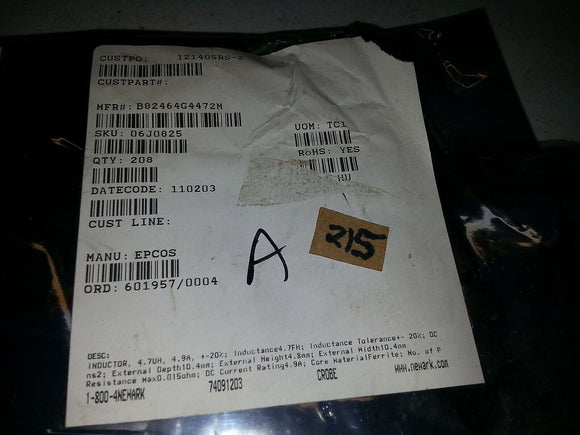 CUSTPO: 121405RS-2
CUSTPART#:
MFR#: B82464G4472M
SKU: 06J0825
UOM: TC1
QTY: 208
ROHS: YES
HU
DATECODE: 110203
CUST LINE:
A
215
MANU: EPCOS
ORD: 601957/0004
DESC:
INDUCTOR, 4.7UH, 4.9A, +-20%; Inductance4.7FH; Inductance Tolerance+- 20%; DC
ns2; External Depth10.4mm; External Height4.8mm; External Width10.4mm
Resistance Max0.015ohm; DC Current Rating4.9A; Core MaterialFerrite; No. of P
1-800-4NEWARK
74091203
CROBE
www.newark.com